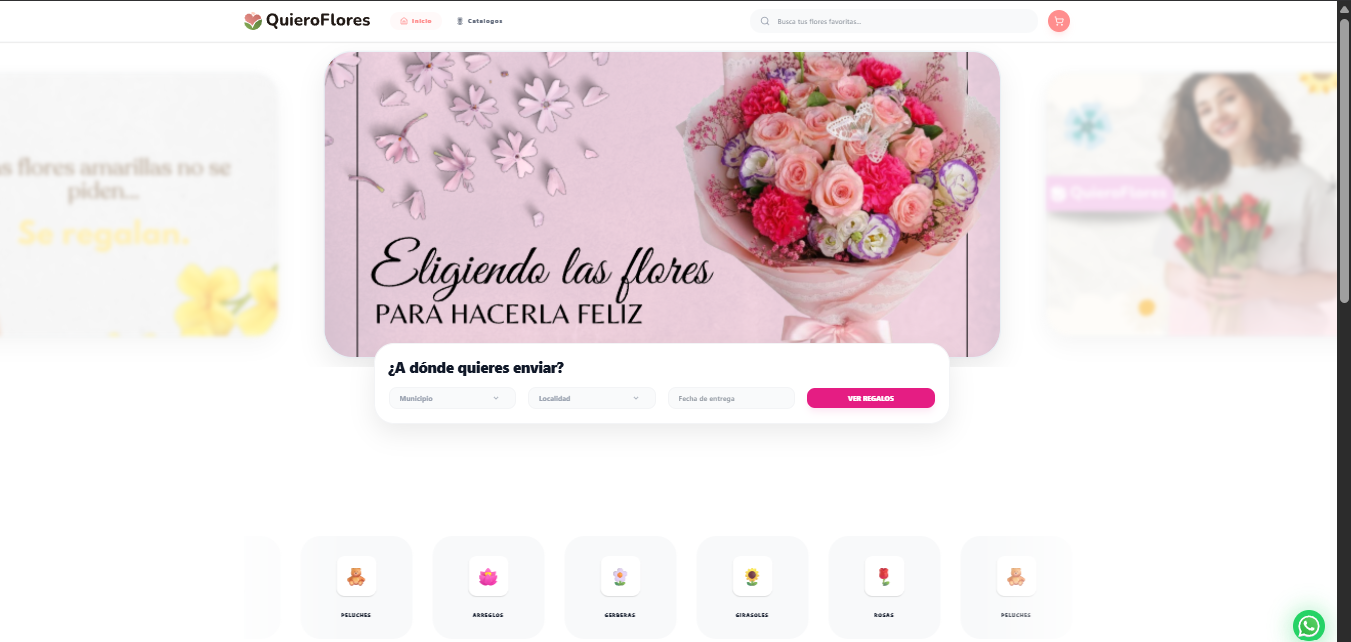 QuieroFlores
Inicio
Catalogos
Busca tus flores favoritas...
as flores amarillas no se
piden...
Se regalan.
Eligiendo las flores
PARA HACERLA FELIZ
QuieroFlores
¿A dónde quieres enviar?
Municipio
Localidad
Fecha de entrega
VER REGALOS
PELUCHES
ARREGLOS
GERBERAS
GIRASOLES
ROSAS
PELUCHES